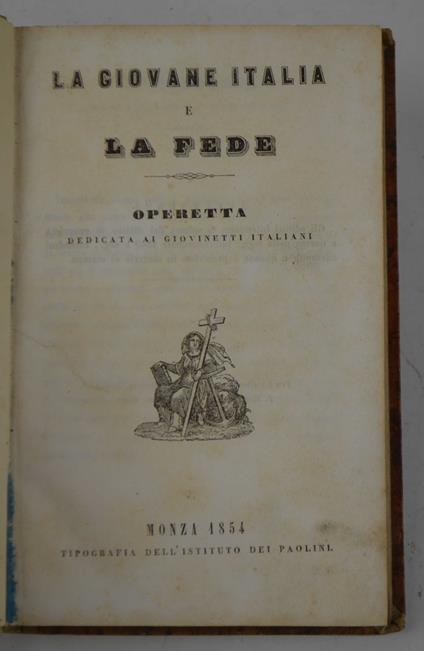 LA GIOVANE ITALIA
E
LA FEDE
OPERETTA
DEDICATA AI GIOVINETTI ITALIANI
MONZA 1854
TIPOGRAFIA DELL'ISTITUTO DEI PAOLINI.